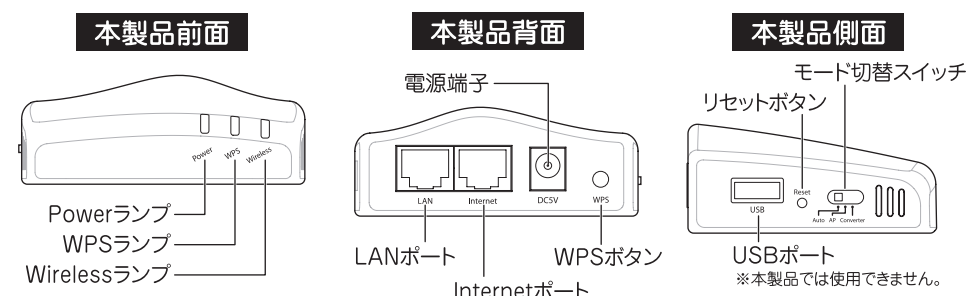 本製品前面
Power
WPS
Wireless
Powerランプ
WPSランプ
Wirelessランプ
本製品背面
電源端子
LAN
Internet
DC5V
WPS
LANポート
WPSボタン
Internetポート
本製品側面
モード切替スイッチ
リセットボタン
Reset
USB
Auto AP Converter
USBポート
※本製品では使用できません。